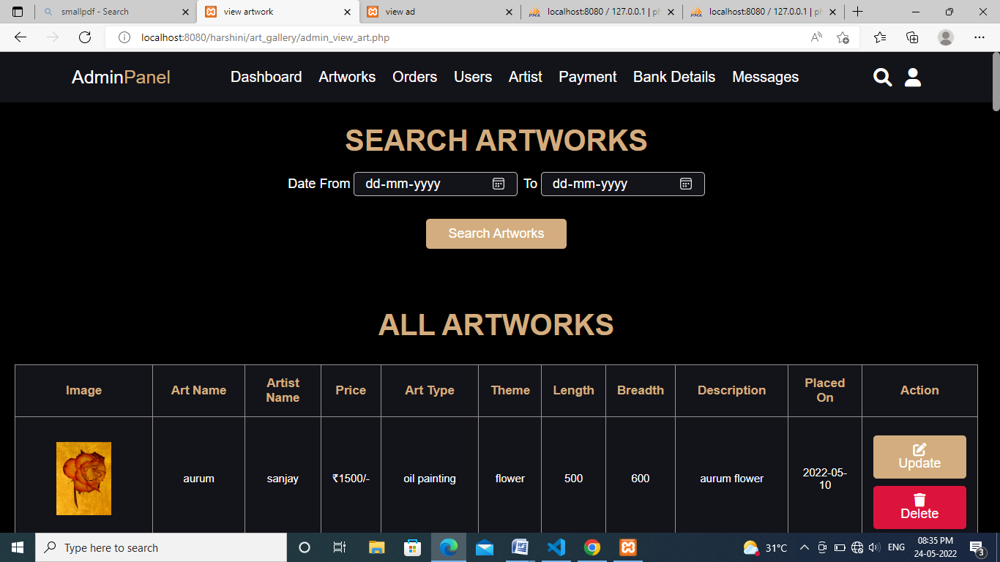 smallpdf - Search
view artwork
view ad
localhost:8080 / 127.0.0.1 | ph
localhost:8080 / 127.0.0.1 | ph
localhost:8080/harshini/art_gallery/admin_view_art.php
AdminPanel
Dashboard Artworks Orders Users Artist Payment Bank Details Messages
SEARCH ARTWORKS
Date From dd-mm-yyyy To dd-mm-yyyy
Search Artworks
ALL ARTWORKS
Image Art Name Artist Name Price Art Type Theme Length Breadth Description Placed On Action
aurum sanjay ₹1500/- oil painting flower 500 600 aurum flower 2022-05-10
Update
Delete
Type here to search
31°C
ENG
08:35 PM
24-05-2022
3